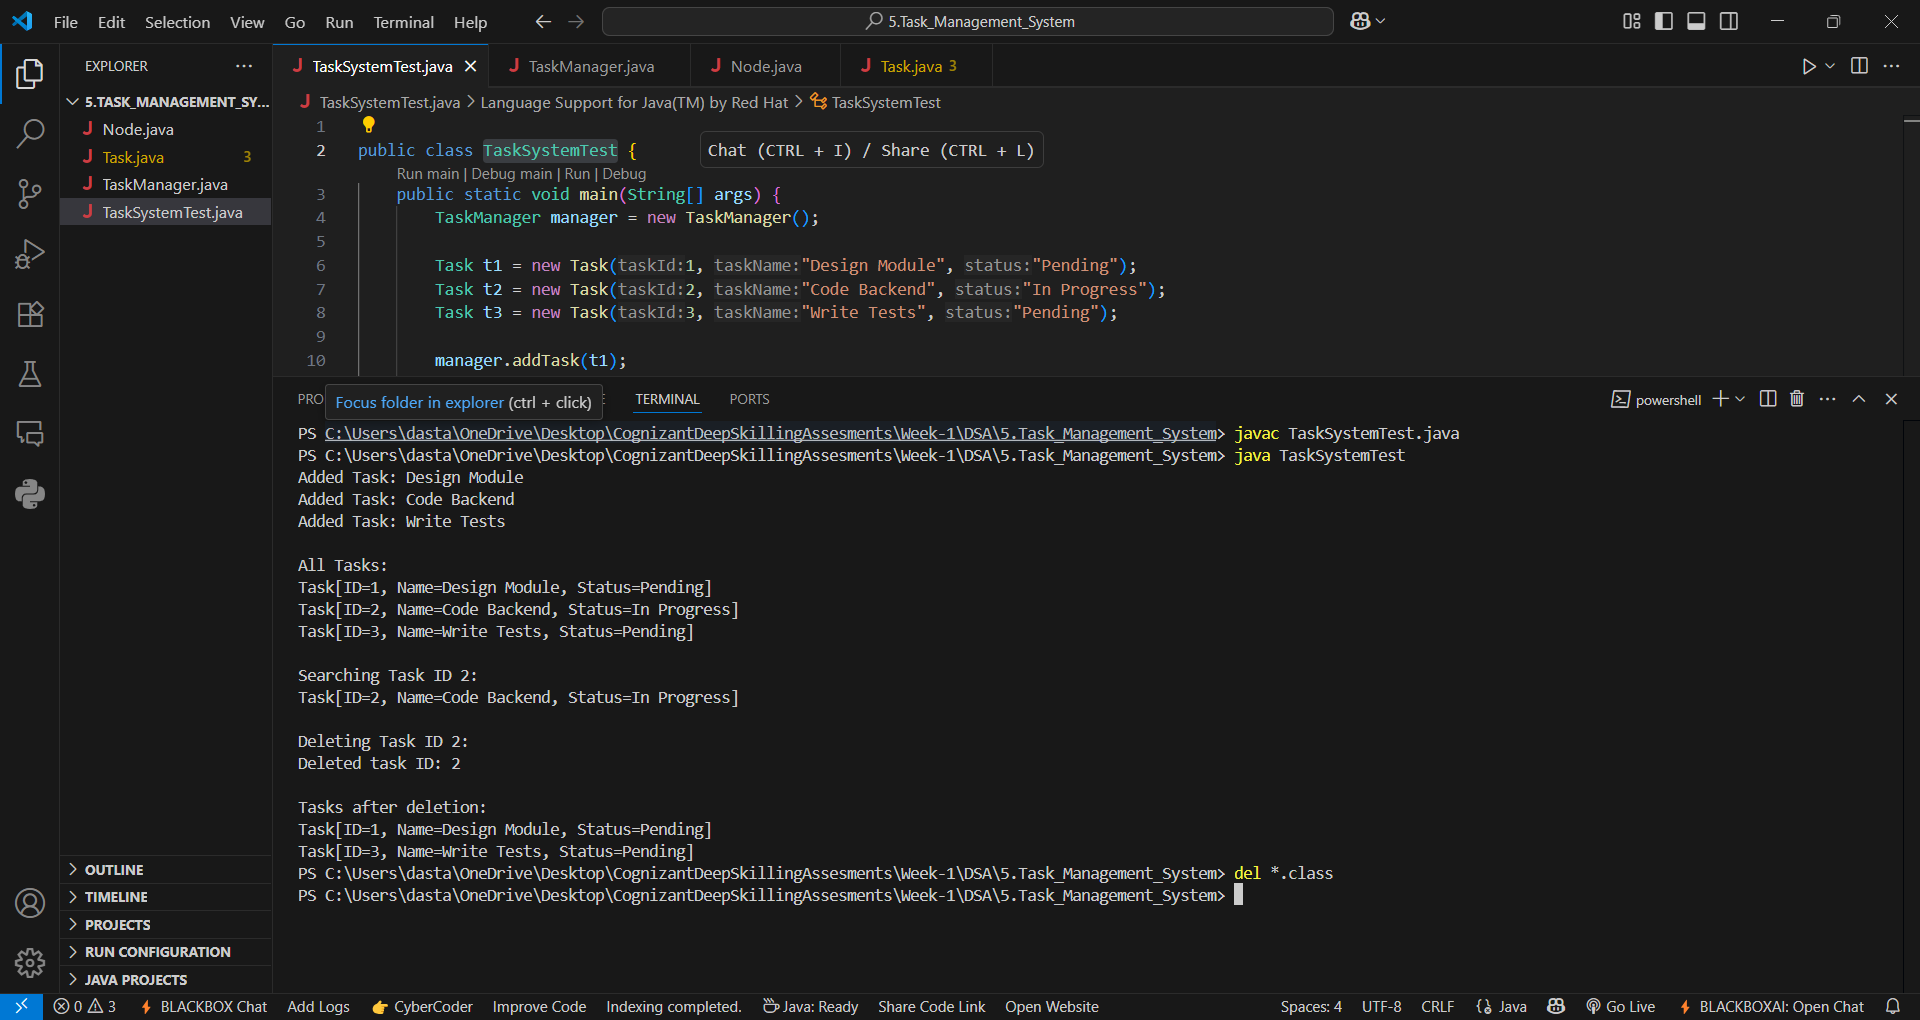 File Edit Selection View Go Run Terminal Help
5.Task_Management_System
EXPLORER
5.TASK_MANAGEMENT_SY...
Node.java
Task.java 3
TaskManager.java
TaskSystemTest.java
OUTLINE
TIMELINE
PROJECTS
RUN CONFIGURATION
JAVA PROJECTS
TaskSystemTest.java TaskManager.java Node.java Task.java 3
TaskSystemTest.java > Language Support for Java(TM) by Red Hat > TaskSystemTest
1
2 public class TaskSystemTest {
Chat (CTRL + I) / Share (CTRL + L)
Run main | Debug main | Run | Debug
3 public static void main(String[] args) {
4 TaskManager manager = new TaskManager();
5
6 Task t1 = new Task(taskId:1, taskName:"Design Module", status:"Pending");
7 Task t2 = new Task(taskId:2, taskName:"Code Backend", status:"In Progress");
8 Task t3 = new Task(taskId:3, taskName:"Write Tests", status:"Pending");
9
10 manager.addTask(t1);
Focus folder in explorer (ctrl + click)
TERMINAL PORTS
powershell
PS C:\Users\dasta\OneDrive\Desktop\CognizantDeepSkillingAssesments\Week-1\DSA\5.Task_Management_System> javac TaskSystemTest.java
PS C:\Users\dasta\OneDrive\Desktop\CognizantDeepSkillingAssesments\Week-1\DSA\5.Task_Management_System> java TaskSystemTest
Added Task: Design Module
Added Task: Code Backend
Added Task: Write Tests
All Tasks:
Task[ID=1, Name=Design Module, Status=Pending]
Task[ID=2, Name=Code Backend, Status=In Progress]
Task[ID=3, Name=Write Tests, Status=Pending]
Searching Task ID 2:
Task[ID=2, Name=Code Backend, Status=In Progress]
Deleting Task ID 2:
Deleted task ID: 2
Tasks after deletion:
Task[ID=1, Name=Design Module, Status=Pending]
Task[ID=3, Name=Write Tests, Status=Pending]
PS C:\Users\dasta\OneDrive\Desktop\CognizantDeepSkillingAssesments\Week-1\DSA\5.Task_Management_System> del *.class
PS C:\Users\dasta\OneDrive\Desktop\CognizantDeepSkillingAssesments\Week-1\DSA\5.Task_Management_System>
0 3 BLACKBOX Chat Add Logs CyberCoder Improve Code Indexing completed. Java: Ready Share Code Link Open Website Spaces: 4 UTF-8 CRLF Java Go Live BLACKBOXAI: Open Chat